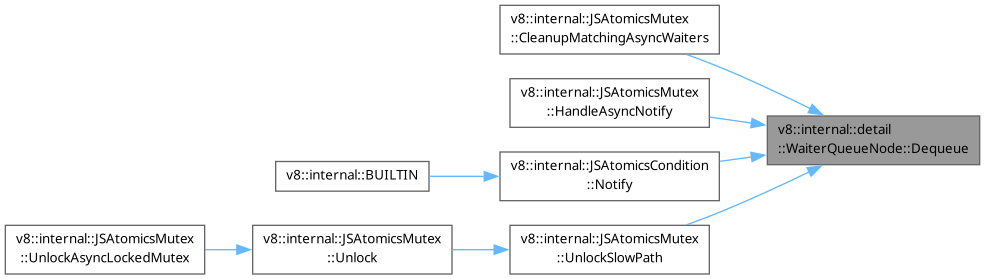 v8::internal::JSAtomicsMutex
::CleanupMatchingAsyncWaiters
v8::internal::JSAtomicsMutex
::HandleAsyncNotify
v8::internal::detail
::WaiterQueueNode::Dequeue
v8::internal::BUILTIN
v8::internal::JSAtomicsCondition
::Notify
v8::internal::JSAtomicsMutex
::UnlockAsyncLockedMutex
v8::internal::JSAtomicsMutex
::Unlock
v8::internal::JSAtomicsMutex
::UnlockSlowPath